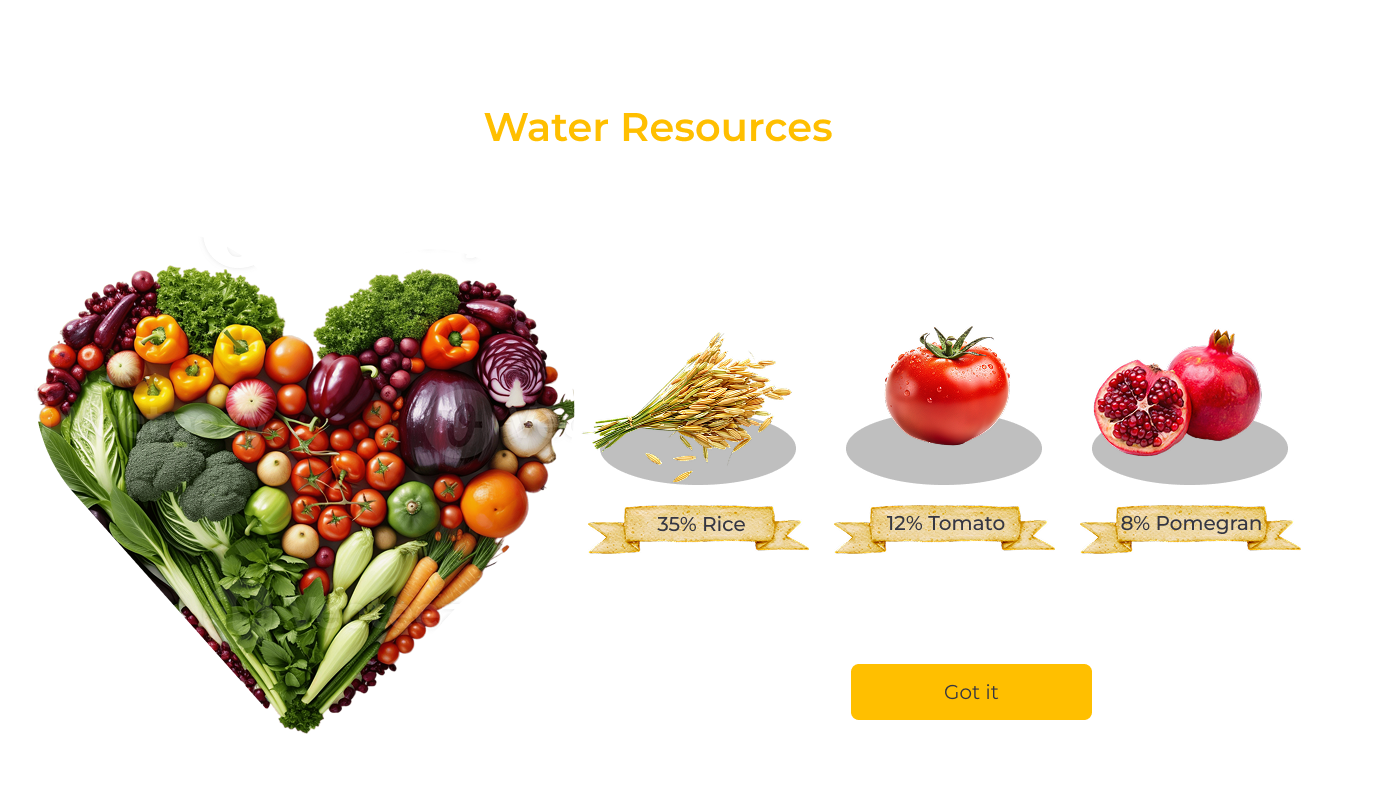 Water Resources
35% Rice
12% Tomato
8% Pomegran
Got it